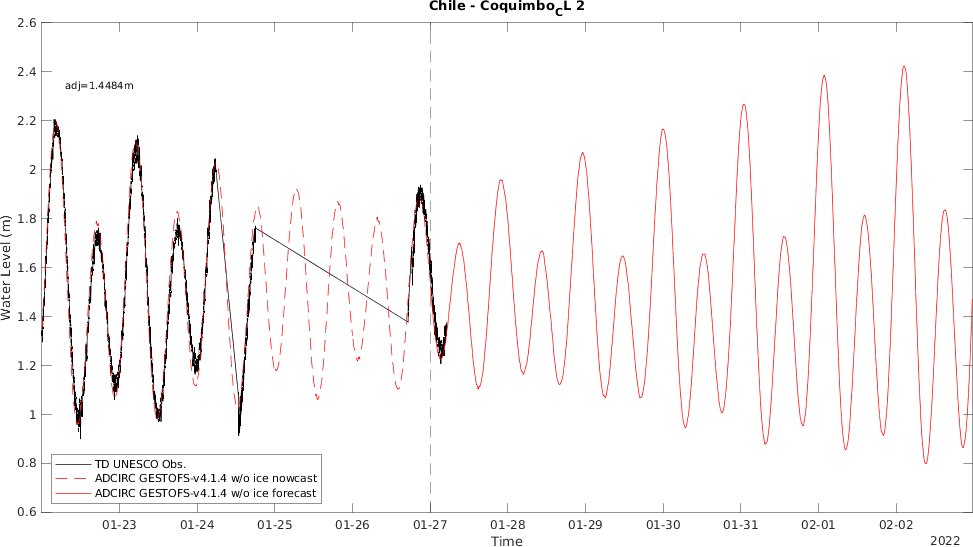 Chile - CoquimboCL 2
2.6
2.4
adj=1.4484m
2.2
2
1.8
1.6
1.4
1.2
1
0.8
0.6
Water Level (m)
TD UNESCO Obs.
ADCIRC GESTOFS-v4.1.4 w/o ice nowcast
ADCIRC GESTOFS-v4.1.4 w/o ice forecast
01-23 01-24 01-25 01-26 01-27 01-28 01-29 01-30 01-31 02-01 02-02
Time
2022